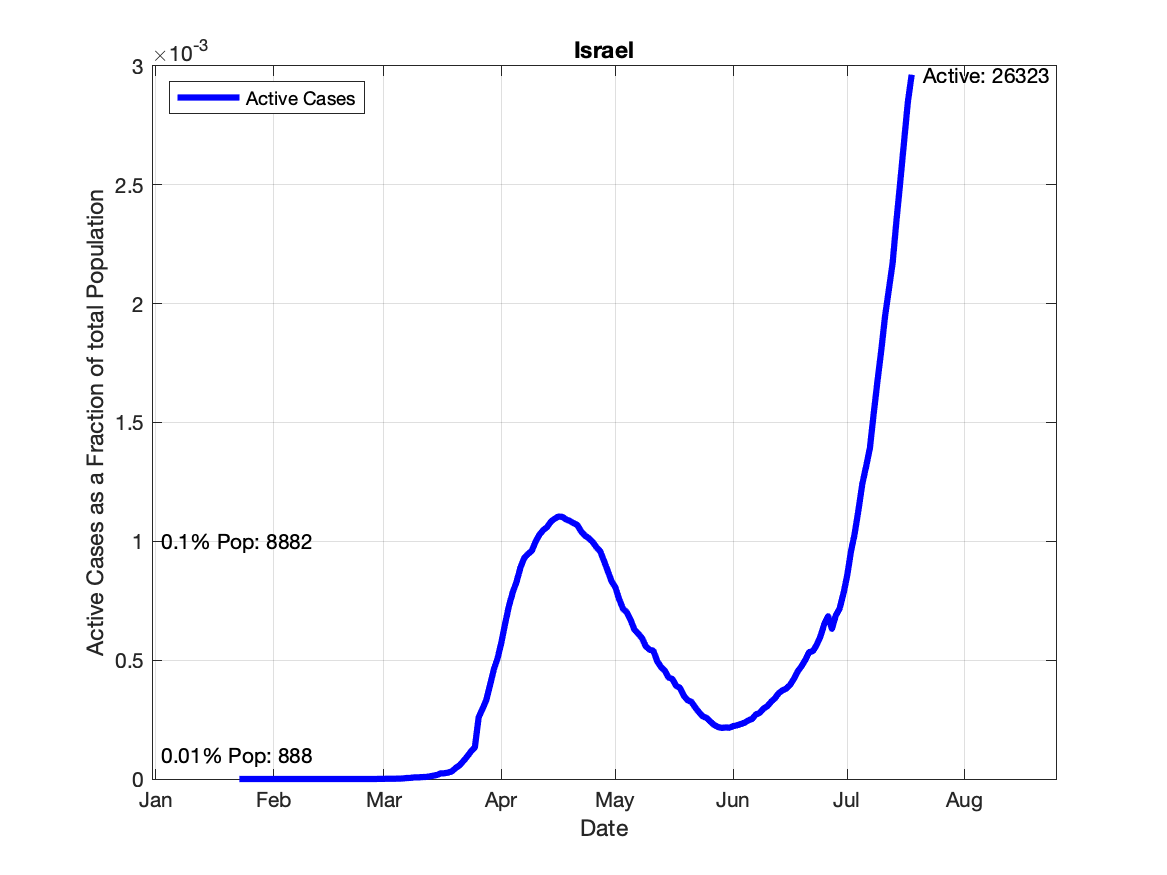 Israel
×10-3
3
Active Cases
Active: 26323
2.5
2
1.5
1
0.1% Pop: 8882
0.5
0.01% Pop: 888
0
Active Cases as a Fraction of total Population
Jan Feb Mar Apr May Jun Jul Aug
Date